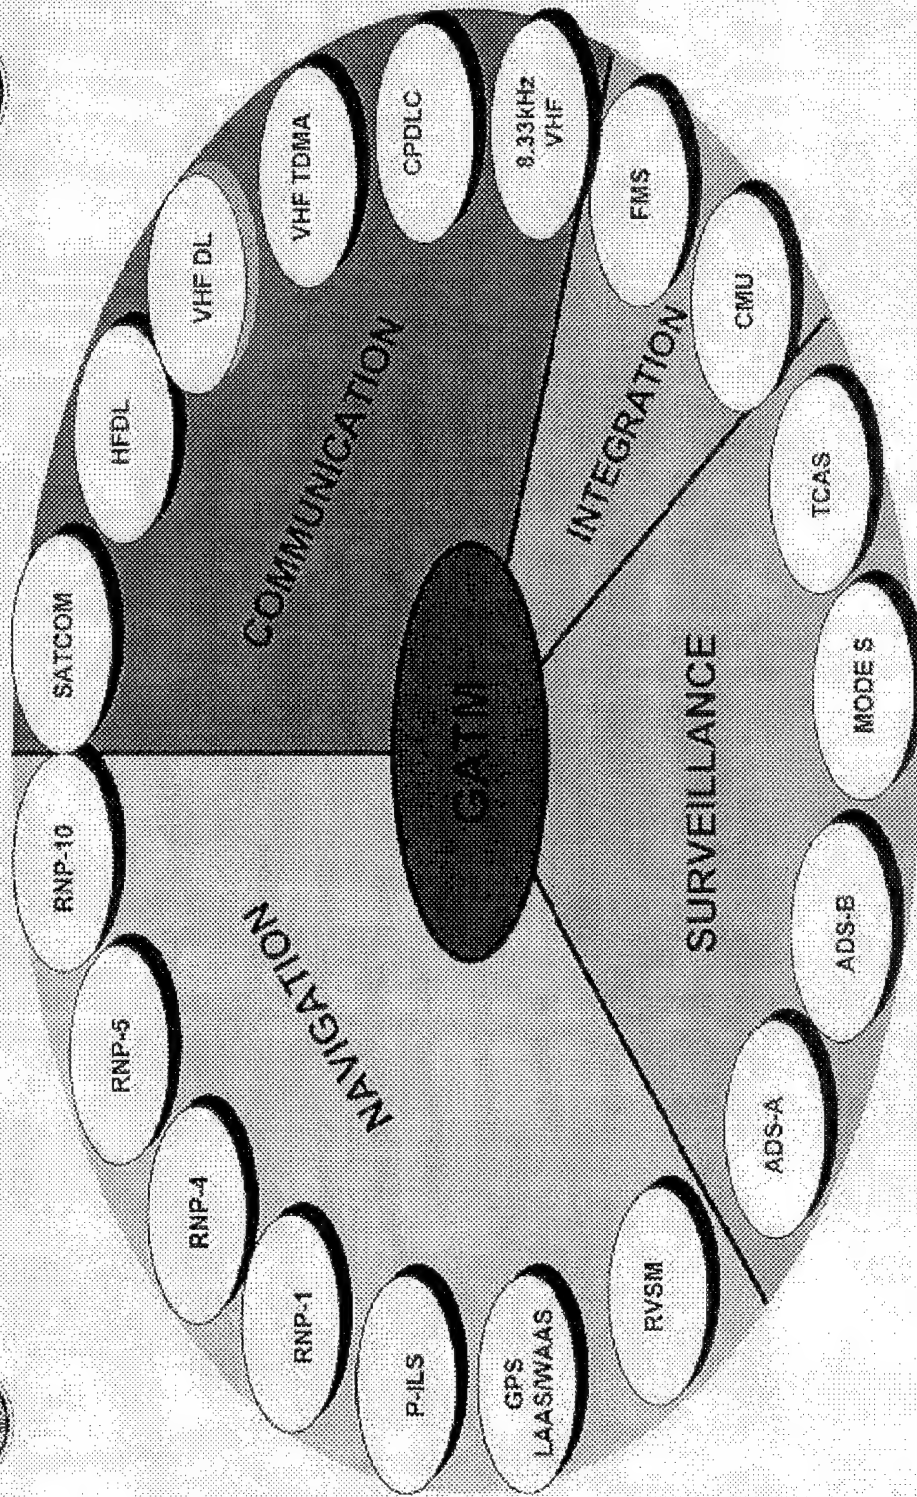 RNP-10
SATCOM
RNP-5
HFDL
RNP-4
VHF DL
RNP-1
VHF TDMA
NAVIGATION
COMMUNICATION
P-ILS
CPDLC
GATM
GPS
LAAS/WAAS
8.33kHz
VHF
INTEGRATION
RVSM
FMS
SURVEILLANCE
CMU
ADS-A
TCAS
ADS-B
MODE S